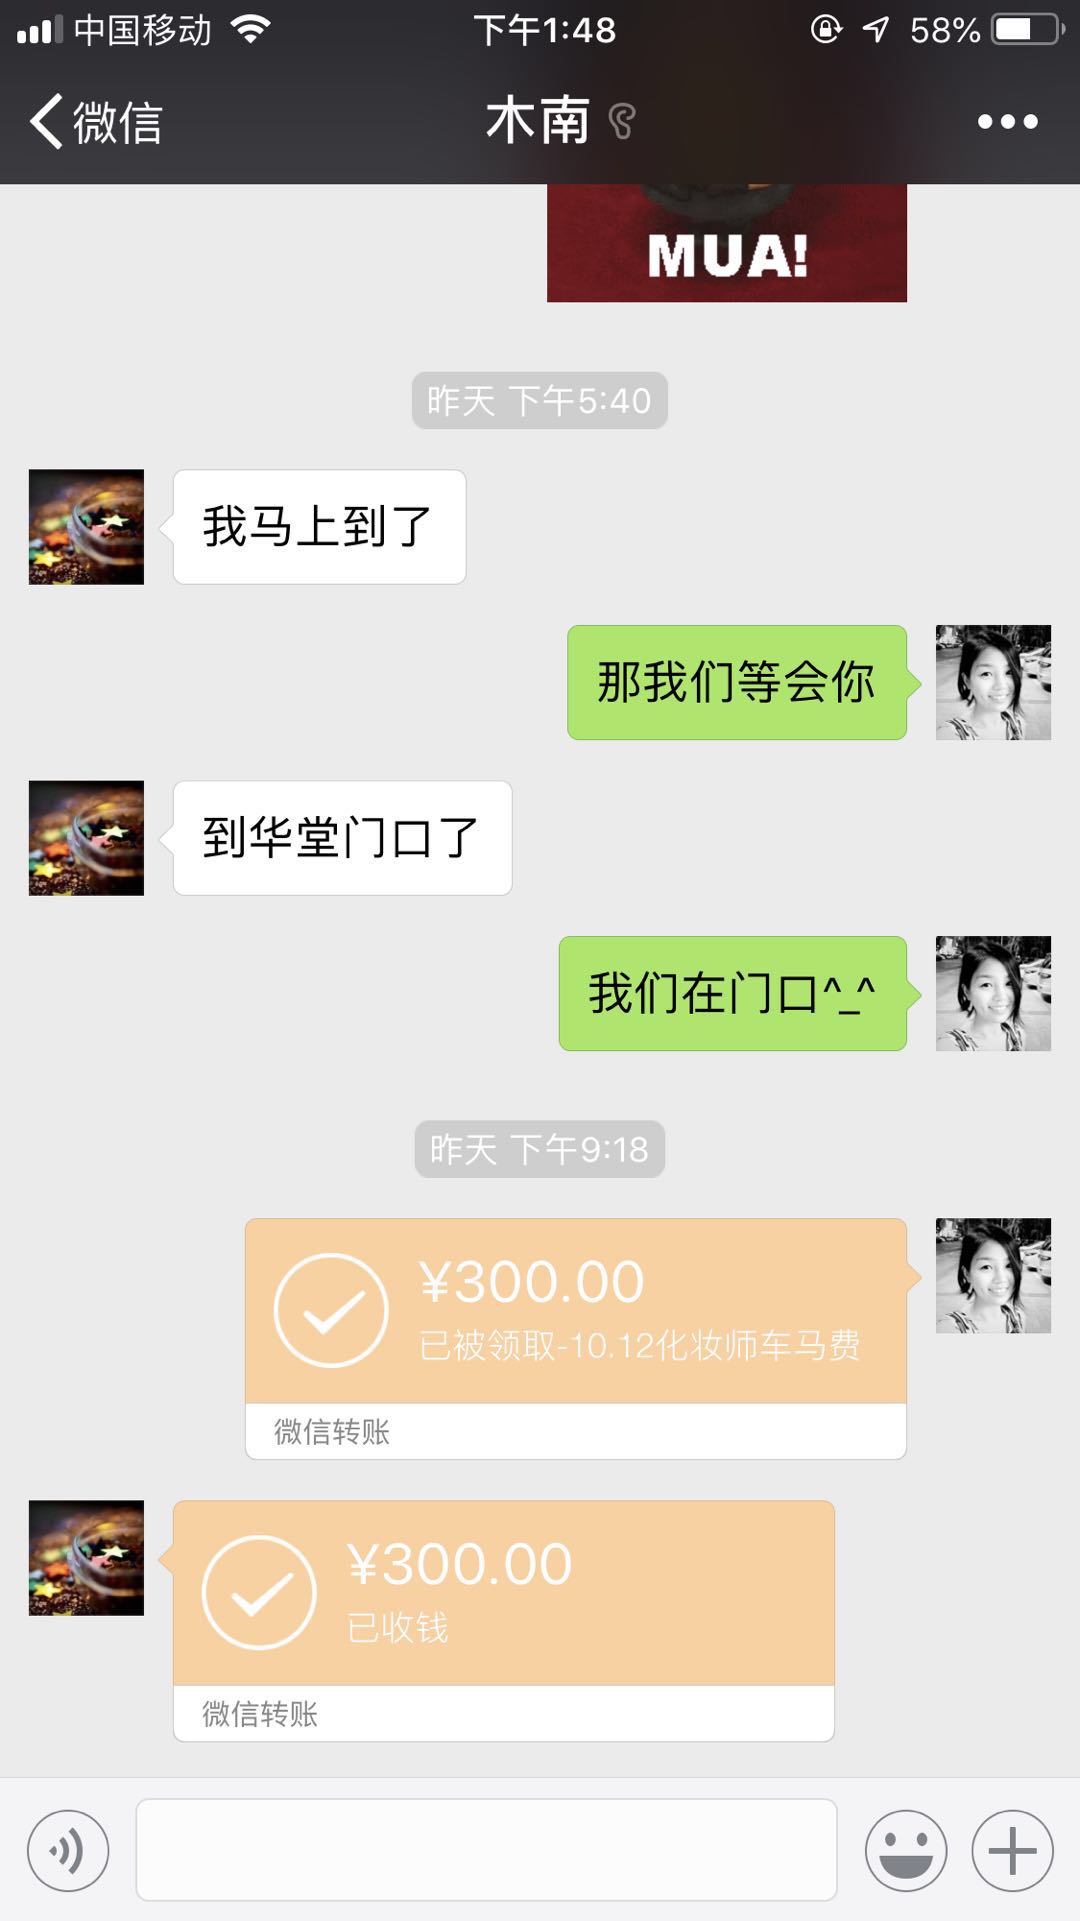 中国移动 下午1:48 58%
微信 木南
MUA!
昨天 下午5:40
我马上到了
那我们等会你
到华堂门口了
我们在门口^_^
昨天 下午9:18
¥300.00
已被领取-10.12化妆师车马费
微信转账
¥300.00
已收钱
微信转账